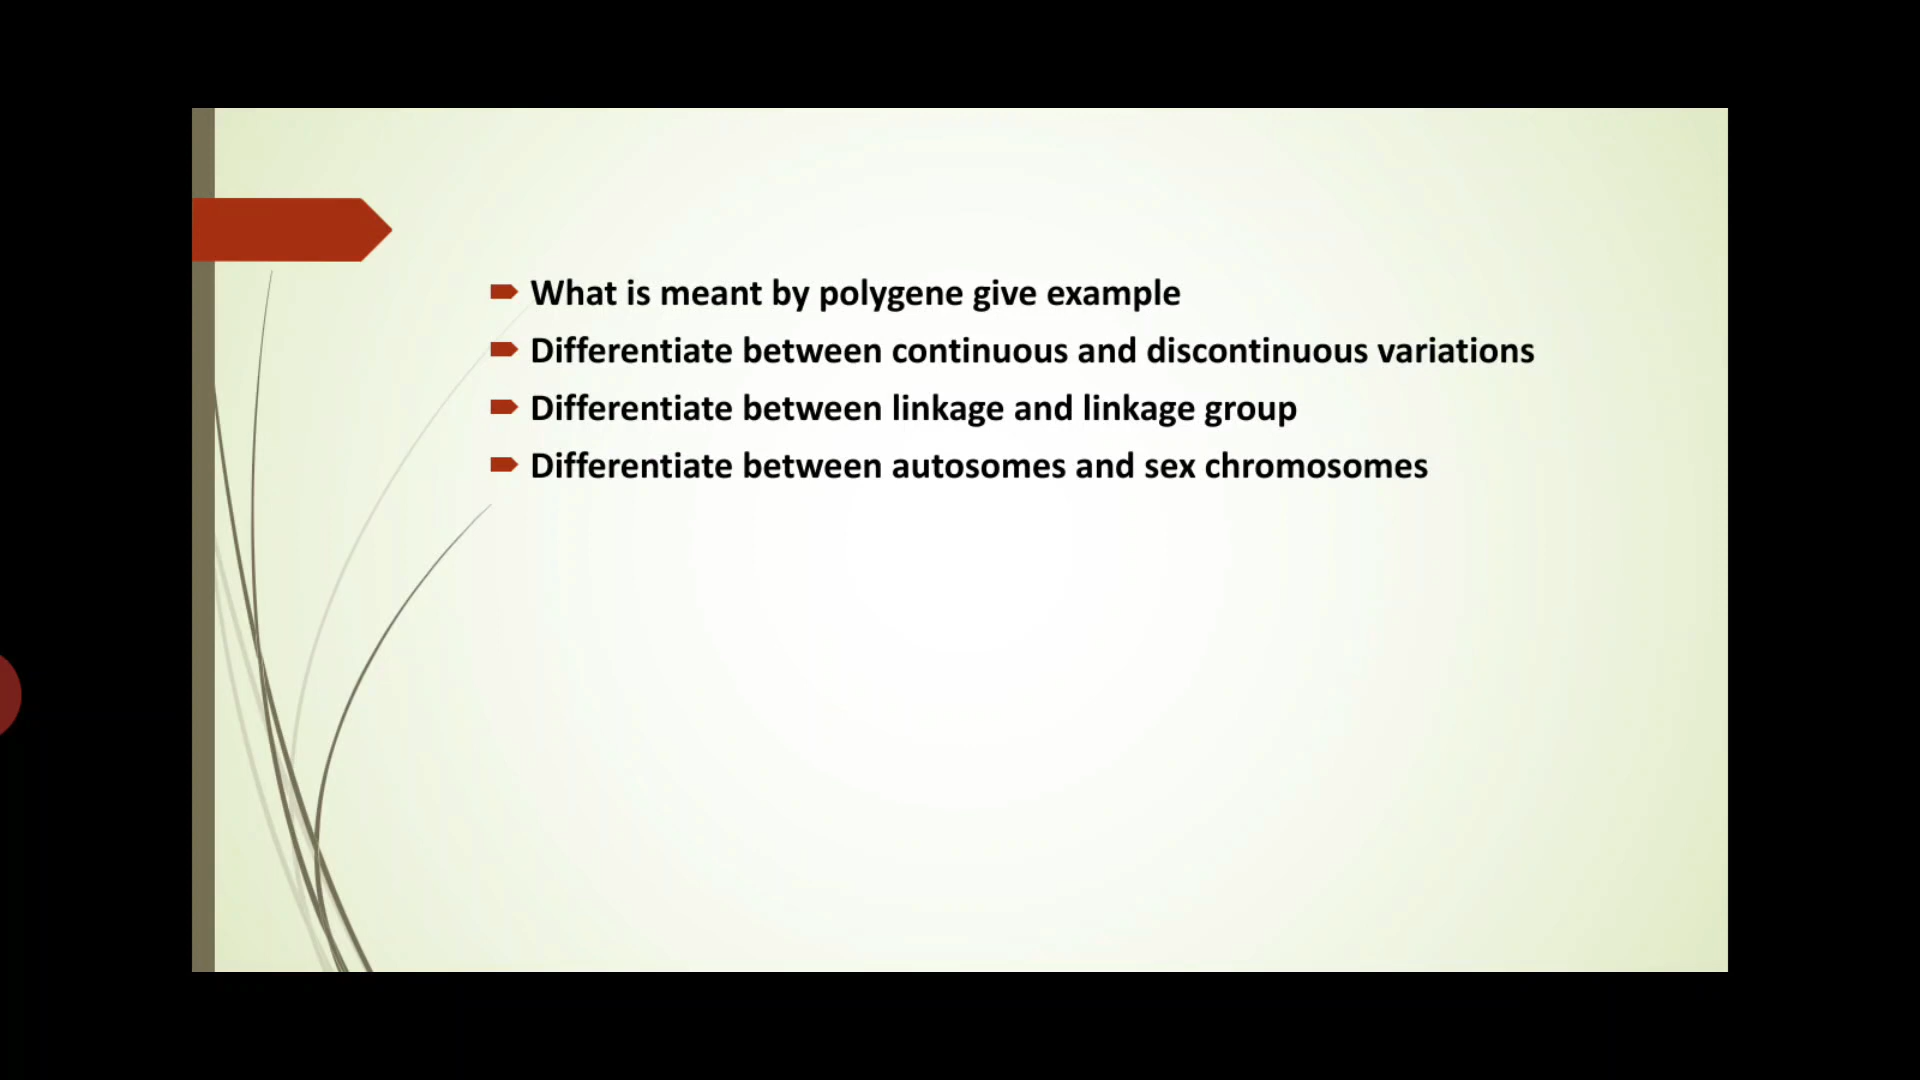 What is meant by polygene give example
Differentiate between continuous and discontinuous variations
Differentiate between linkage and linkage group
Differentiate between autosomes and sex chromosomes